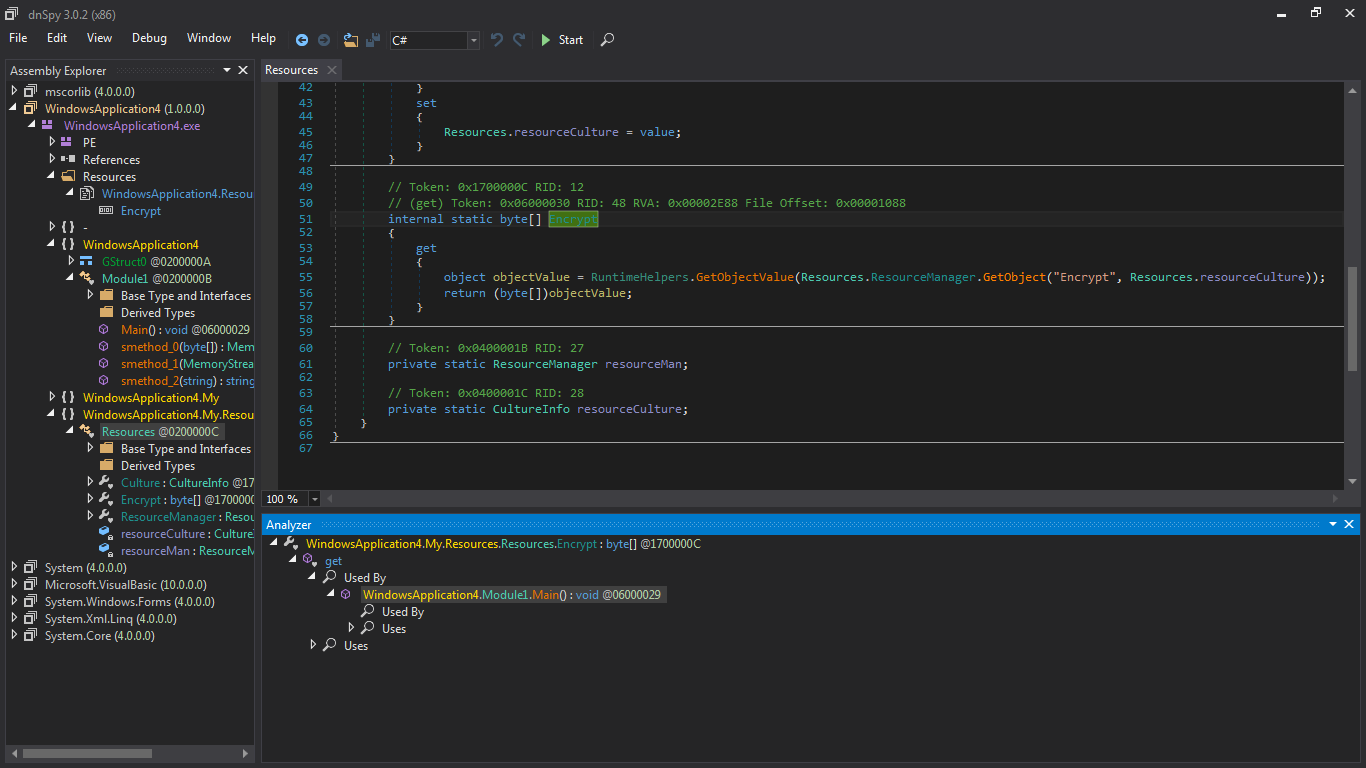 dnSpy 3.0.2 (x86)
File Edit View Debug Window Help C# Start
Assembly Explorer
mscorlib (4.0.0.0)
WindowsApplication4 (1.0.0.0)
WindowsApplication4.exe
PE
References
Resources
WindowsApplication4.Resou
Encrypt
{ } -
{ } WindowsApplication4
GStruct0 @0200000A
Module1 @0200000B
Base Type and Interfaces
Derived Types
Main() : void @06000029
smethod_0(byte[]) : Mem
smethod_1(MemoryStrea
smethod_2(string) : string
{ } WindowsApplication4.My
{ } WindowsApplication4.My.Resou
Resources @0200000C
Base Type and Interfaces
Derived Types
Culture : CultureInfo @17
Encrypt : byte[] @1700000
ResourceManager : Resou
resourceCulture : CultureI
resourceMan : ResourceM
System (4.0.0.0)
Microsoft.VisualBasic (10.0.0.0)
System.Windows.Forms (4.0.0.0)
System.Xml.Linq (4.0.0.0)
System.Core (4.0.0.0)
Resources
42 }
43 set
44 {
45 Resources.resourceCulture = value;
46 }
47 }
48
49 // Token: 0x1700000C RID: 12
50 // (get) Token: 0x06000030 RID: 48 RVA: 0x00002E88 File Offset: 0x00001088
51 internal static byte[] Encrypt
52 {
53 get
54 {
55 object objectValue = RuntimeHelpers.GetObjectValue(Resources.ResourceManager.GetObject("Encrypt", Resources.resourceCulture));
56 return (byte[])objectValue;
57 }
58 }
59
60 // Token: 0x0400001B RID: 27
61 private static ResourceManager resourceMan;
62
63 // Token: 0x0400001C RID: 28
64 private static CultureInfo resourceCulture;
65 }
66 }
67
100 %
Analyzer
WindowsApplication4.My.Resources.Resources.Encrypt : byte[] @1700000C
get
Used By
WindowsApplication4.Module1.Main() : void @06000029
Used By
Uses
Uses